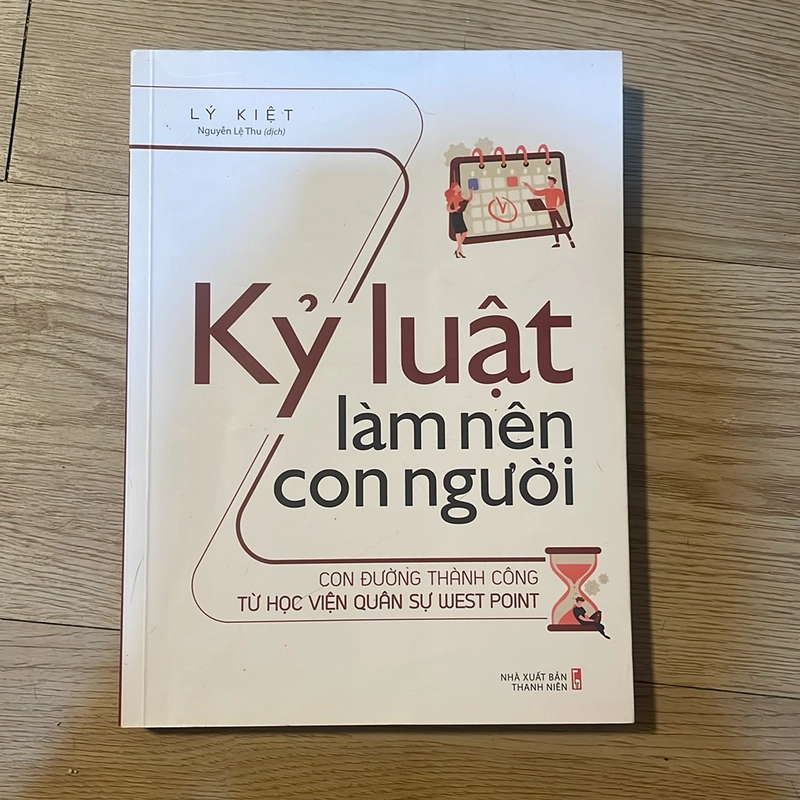 LÝ KIỆT
Nguyễn Lệ Thu (dịch)
Kỷ luật
làm nên
con người
CON ĐƯỜNG THÀNH CÔNG
TỪ HỌC VIỆN QUÂN SỰ WEST POINT
NHÀ XUẤT BẢN
THANH NIÊN